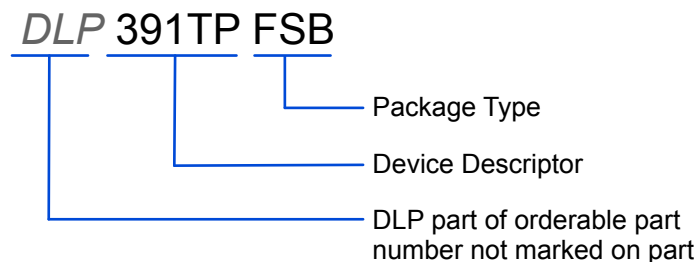 DLP 391TP FSB
Package Type
Device Descriptor
DLP part of orderable part
number not marked on part